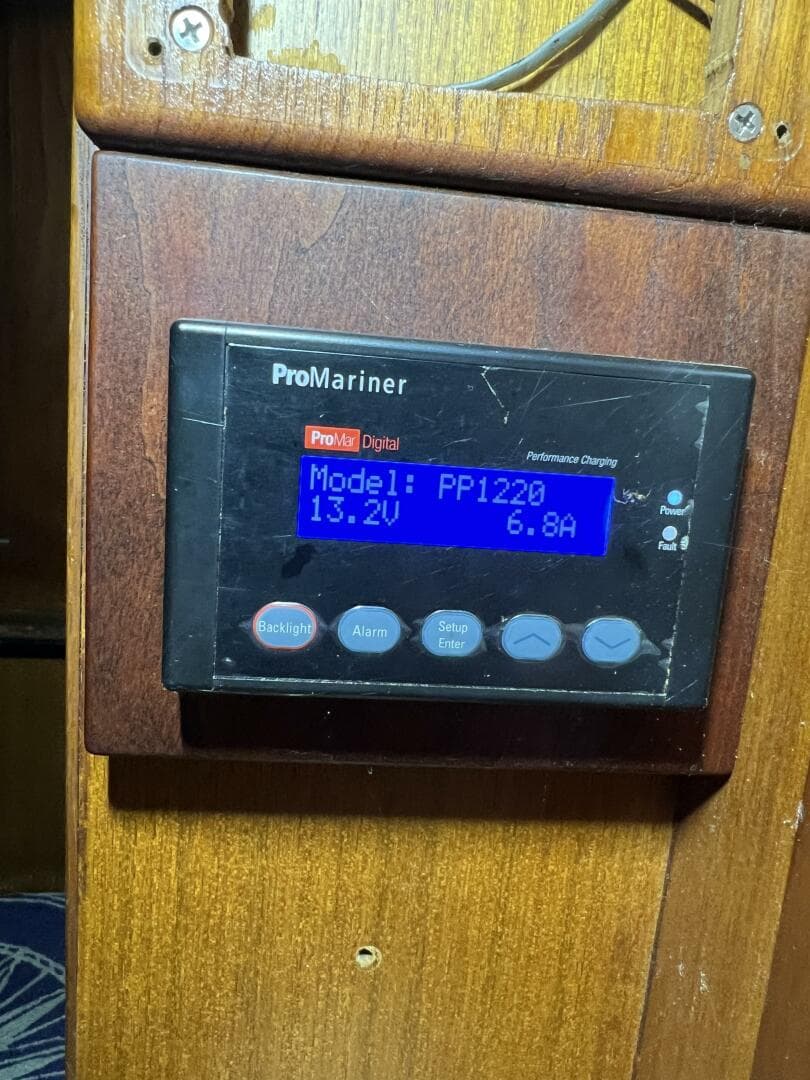 ProMariner
ProMar Digital
Performance Charging
Model: PP1220
13.2V 6.8A
Power
Fault
Backlight
Alarm
Setup
Enter